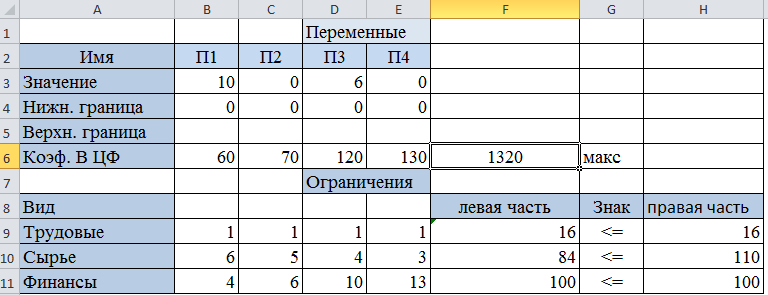 A B C D E F G H
1 Переменные
2 Имя П1 П2 П3 П4
3 Значение 10 0 6 0
4 Нижн. граница 0 0 0 0
5 Верхн. граница
6 Коэф. В ЦФ 60 70 120 130 1320 макс
7 Ограничения
8 Вид левая часть Знак правая часть
9 Трудовые 1 1 1 1 16 <= 16
10 Сырье 6 5 4 3 84 <= 110
11 Финансы 4 6 10 13 100 <= 100